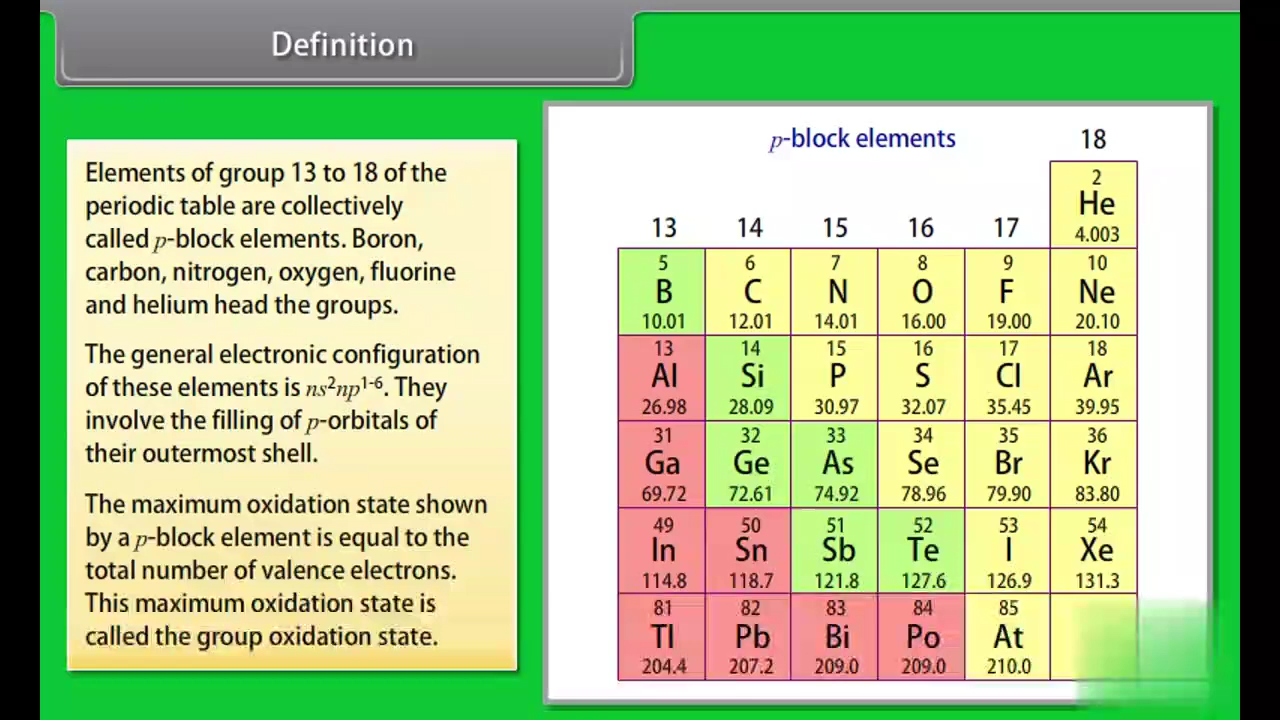 Definition
Elements of group 13 to 18 of the
periodic table are collectively
called p-block elements. Boron,
carbon, nitrogen, oxygen, fluorine
and helium head the groups.
The general electronic configuration
of these elements is ns²np¹⁻⁶. They
involve the filling of p-orbitals of
their outermost shell.
The maximum oxidation state shown
by a p-block element is equal to the
total number of valence electrons.
This maximum oxidation state is
called the group oxidation state.
p-block elements 18
2
He
4.003
13 14 15 16 17
5 6 7 8 9 10
B C N O F Ne
10.01 12.01 14.01 16.00 19.00 20.10
13 14 15 16 17 18
Al Si P S Cl Ar
26.98 28.09 30.97 32.07 35.45 39.95
31 32 33 34 35 36
Ga Ge As Se Br Kr
69.72 72.61 74.92 78.96 79.90 83.80
49 50 51 52 53 54
In Sn Sb Te I Xe
114.8 118.7 121.8 127.6 126.9 131.3
81 82 83 84 85
Tl Pb Bi Po At
204.4 207.2 209.0 209.0 210.0